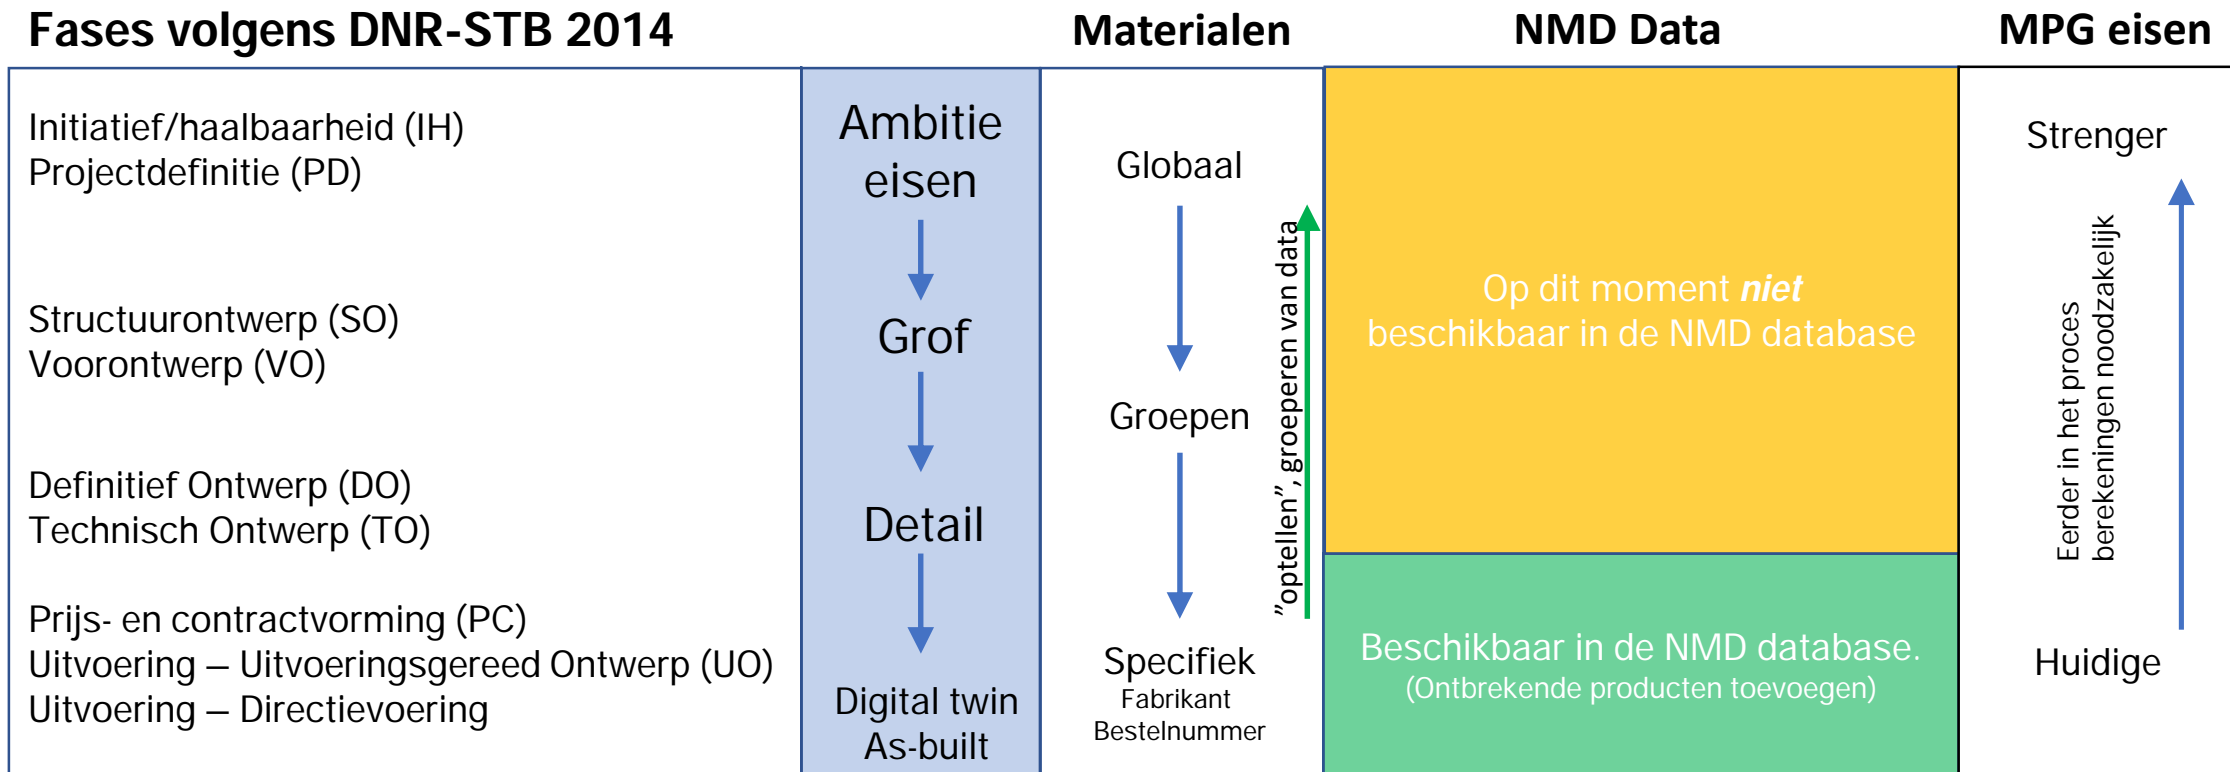 Fases volgens DNR-STB 2014
Materialen
NMD Data
MPG eisen
Initiatief/haalbaarheid (IH)
Projectdefinitie (PD)
Structuurontwerp (SO)
Voorontwerp (VO)
Definitief Ontwerp (DO)
Technisch Ontwerp (TO)
Prijs- en contractvorming (PC)
Uitvoering – Uitvoeringsgereed Ontwerp (UO)
Uitvoering – Directievoering
Ambitie
eisen
Grof
Detail
Digital twin
As-built
Globaal
Groepen
Specifiek
Fabrikant
Bestelnummer
”optellen”, groeperen van data
Op dit moment niet
beschikbaar in de NMD database
Beschikbaar in de NMD database.
(Ontbrekende producten toevoegen)
Strenger
Eerder in het proces
berekeningen noodzakelijk
Huidige